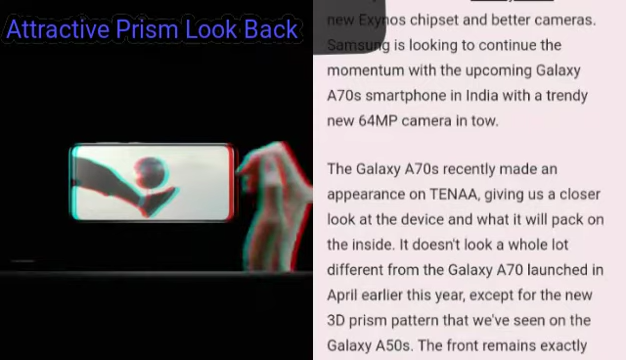 Attractive Prism Look Back
new Exynos chipset and better cameras.
Samsung is looking to continue the
momentum with the upcoming Galaxy
A70s smartphone in India with a trendy
new 64MP camera in tow.
The Galaxy A70s recently made an
appearance on TENAA, giving us a closer
look at the device and what it will pack on
the inside. It doesn't look a whole lot
different from the Galaxy A70 launched in
April earlier this year, except for the new
3D prism pattern that we've seen on the
Galaxy A50s. The front remains exactly